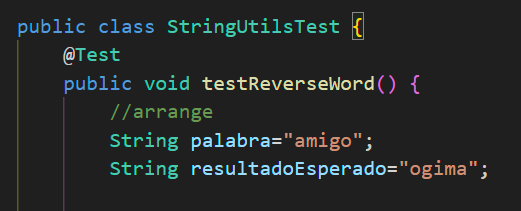 public class StringUtilsTest {
@Test
public void testReverseWord() {
//arrange
String palabra="amigo";
String resultadoEsperado="ogima";